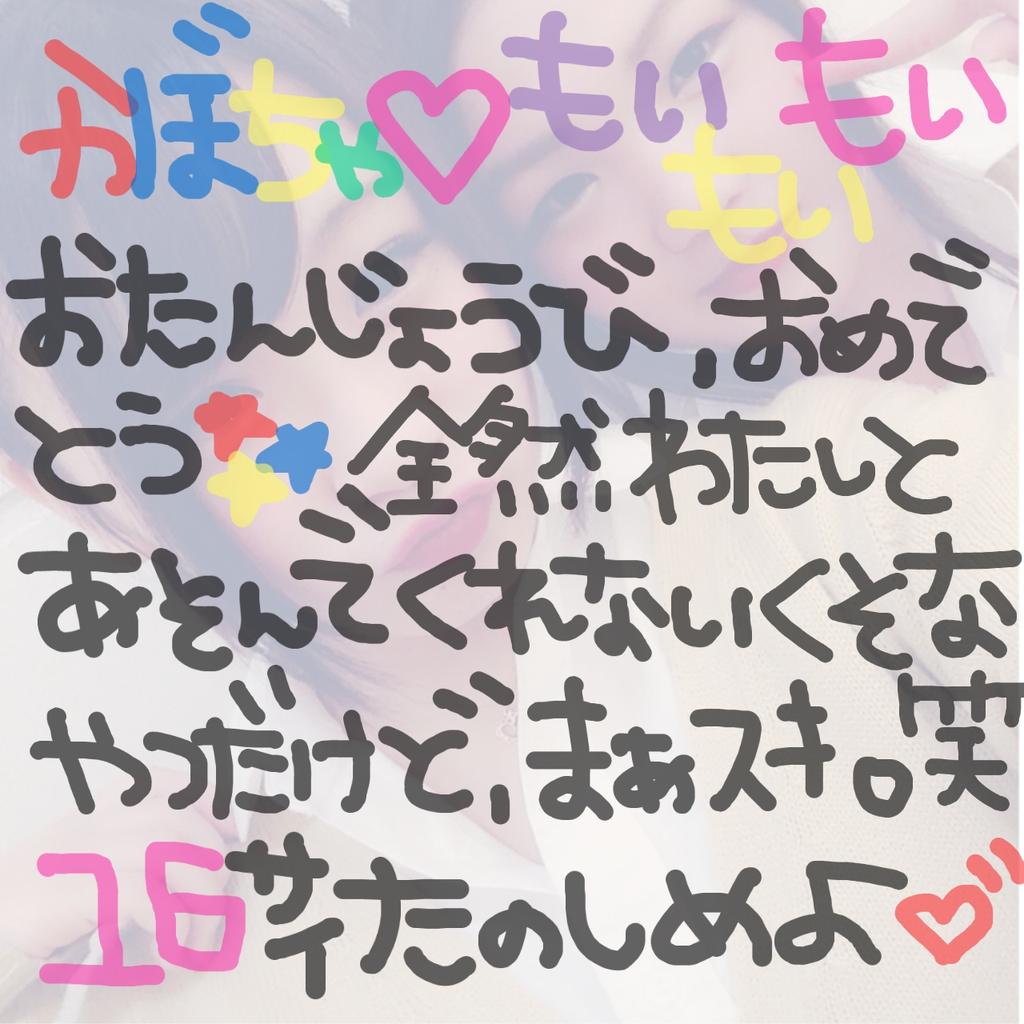 かぼちゃ♡もいもい
もい
おたんじょうび,おめで
とう 全然わたしと
あそんでくれないくそな
やつだけど,まぁスキ。笑
16サイたのしめよ♡